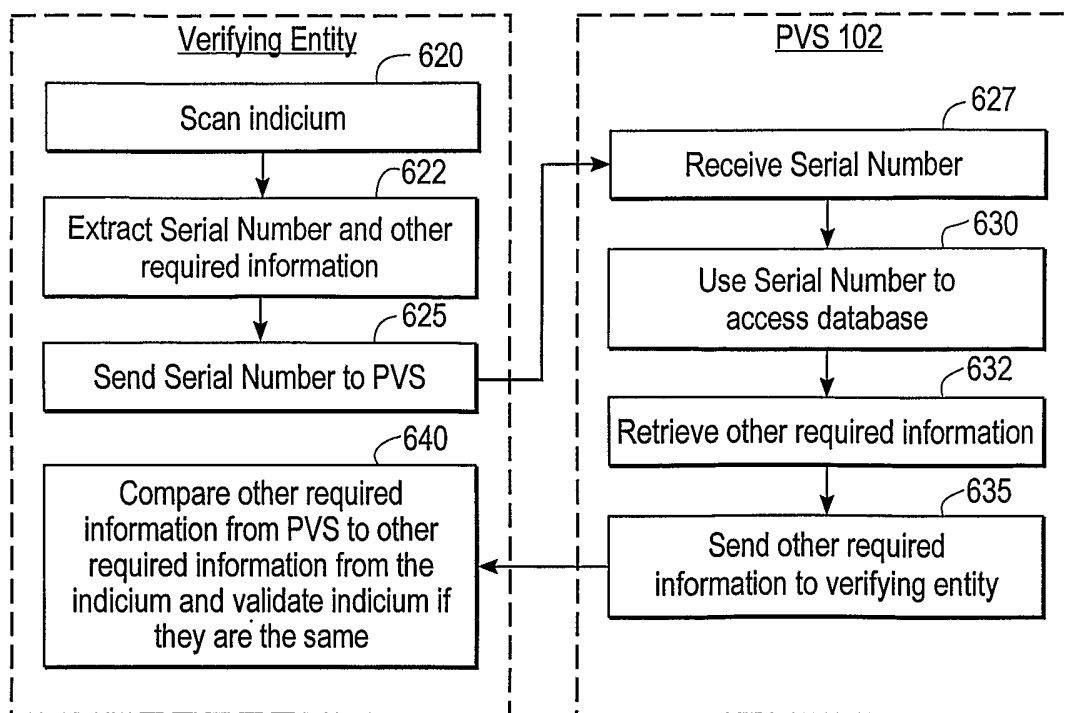 Verifying Entity
620
Scan indicium
622
Extract Serial Number and other
required information
625
Send Serial Number to PVS
640
Compare other required
information from PVS to other
required information from the
indicium and validate indicium if
they are the same
PVS 102
627
Receive Serial Number
630
Use Serial Number to
access database
632
Retrieve other required information
635
Send other required
information to verifying entity